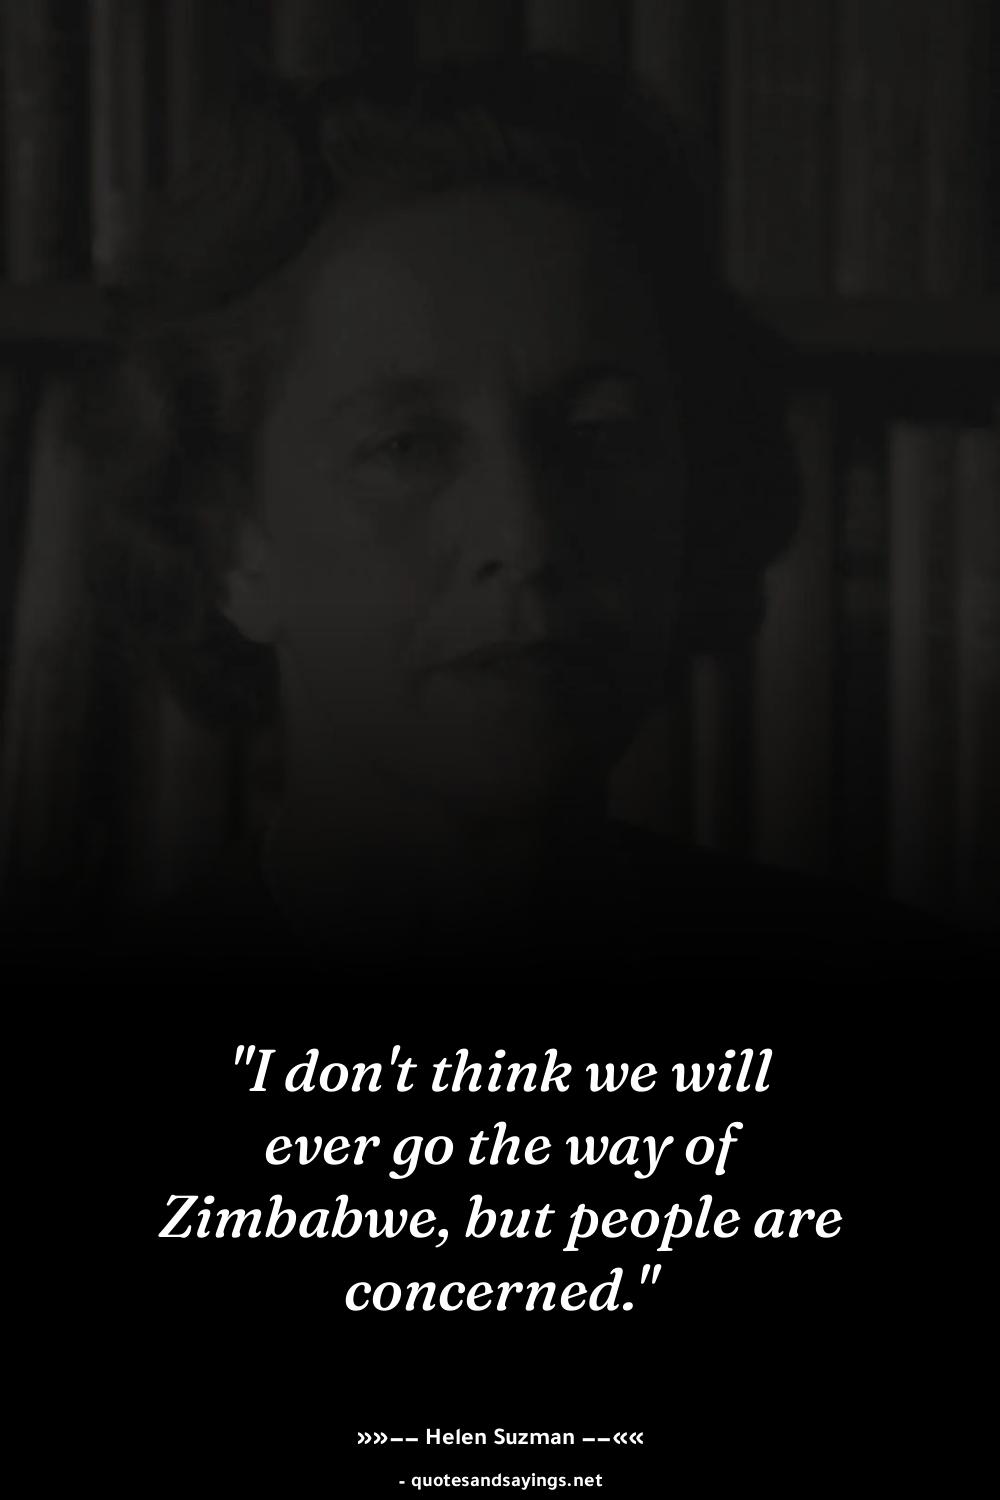 "I don't think we will
ever go the way of
Zimbabwe, but people are
concerned."
»»−− Helen Suzman −−««
- quotesandsayings.net